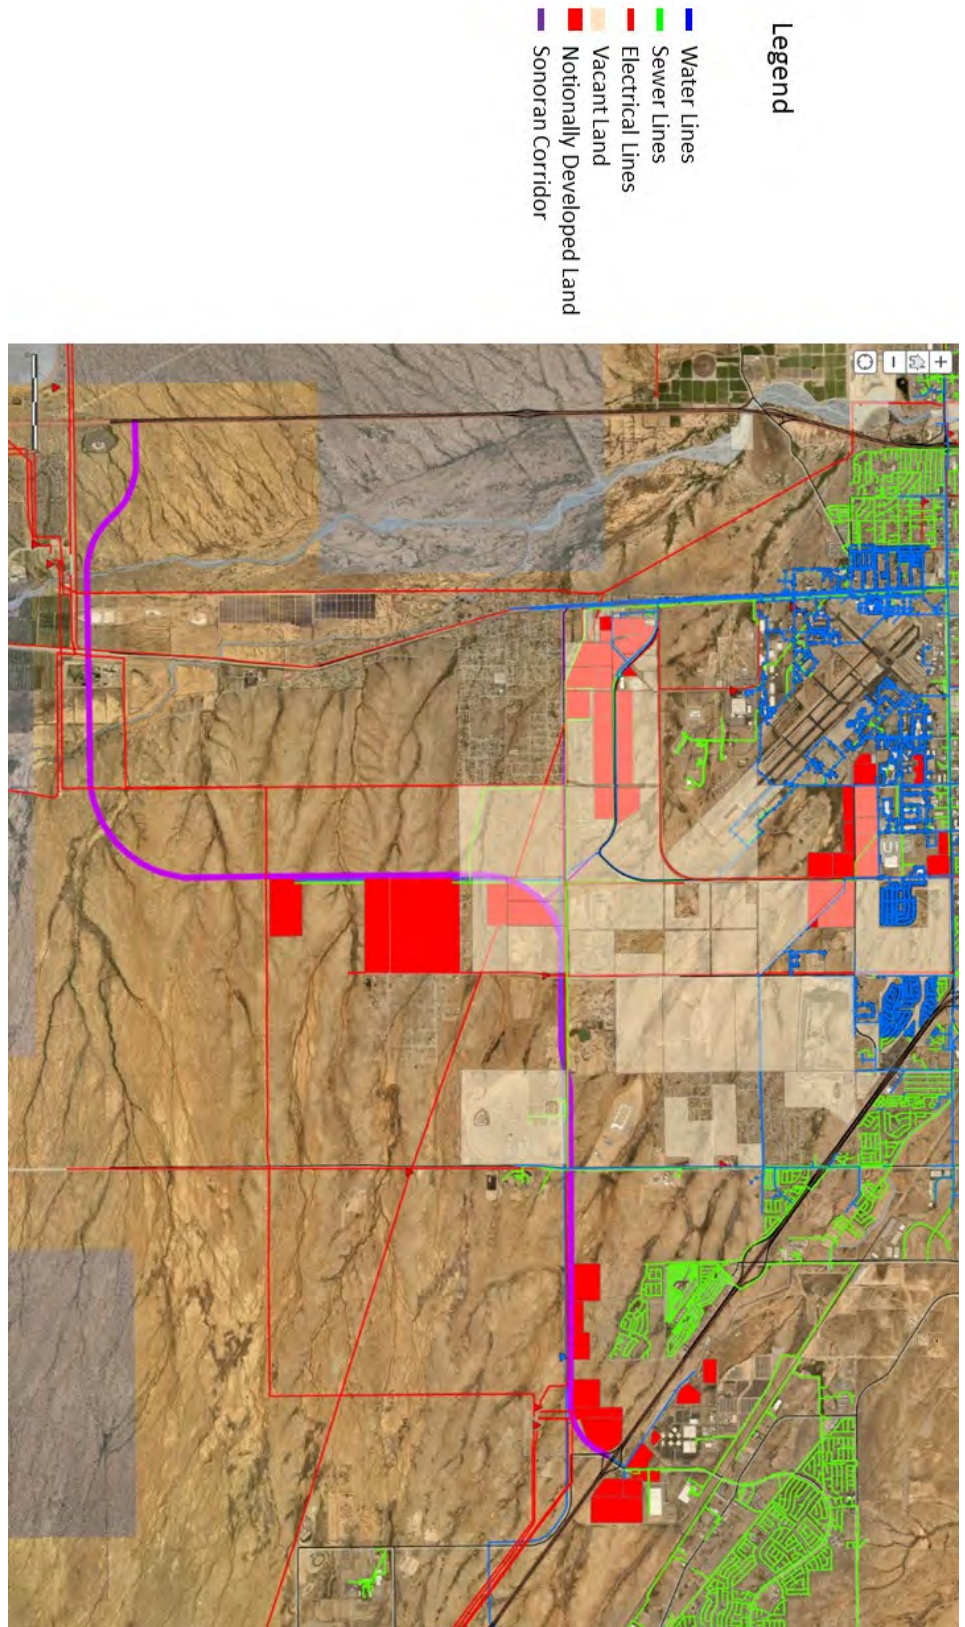 Legend
Water Lines
Sewer Lines
Electrical Lines
Vacant Land
Notionally Developed Land
Sonoran Corridor